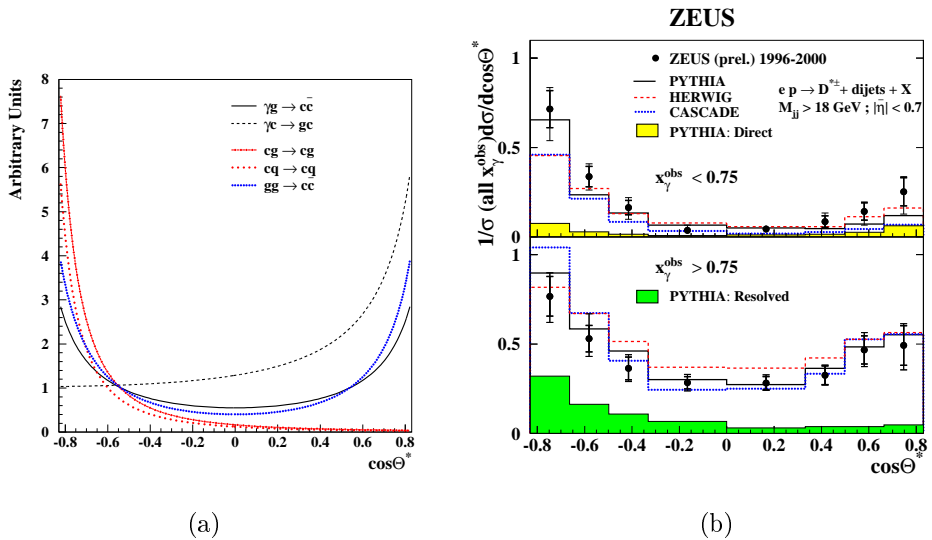 ZEUS
Arbitrary Units
8
7
6
5
4
3
2
1
0
γg → cc̄
γc → gc
cg → cg
cq → cq
gg → cc̄
-0.8 -0.6 -0.4 -0.2 0 0.2 0.4 0.6 0.8
cosΘ*
(a)
1/σ (all xγ^obs)dσ/dcosΘ*
1
0.5
0
ZEUS (prel.) 1996-2000
PYTHIA
HERWIG
CASCADE
PYTHIA: Direct
e p → D*± + dijets + X
Mjj > 18 GeV ; |η̄| < 0.7
xγ^obs < 0.75
1
0.5
0
xγ^obs > 0.75
PYTHIA: Resolved
-0.8 -0.6 -0.4 -0.2 0 0.2 0.4 0.6 0.8
cosΘ*
(b)